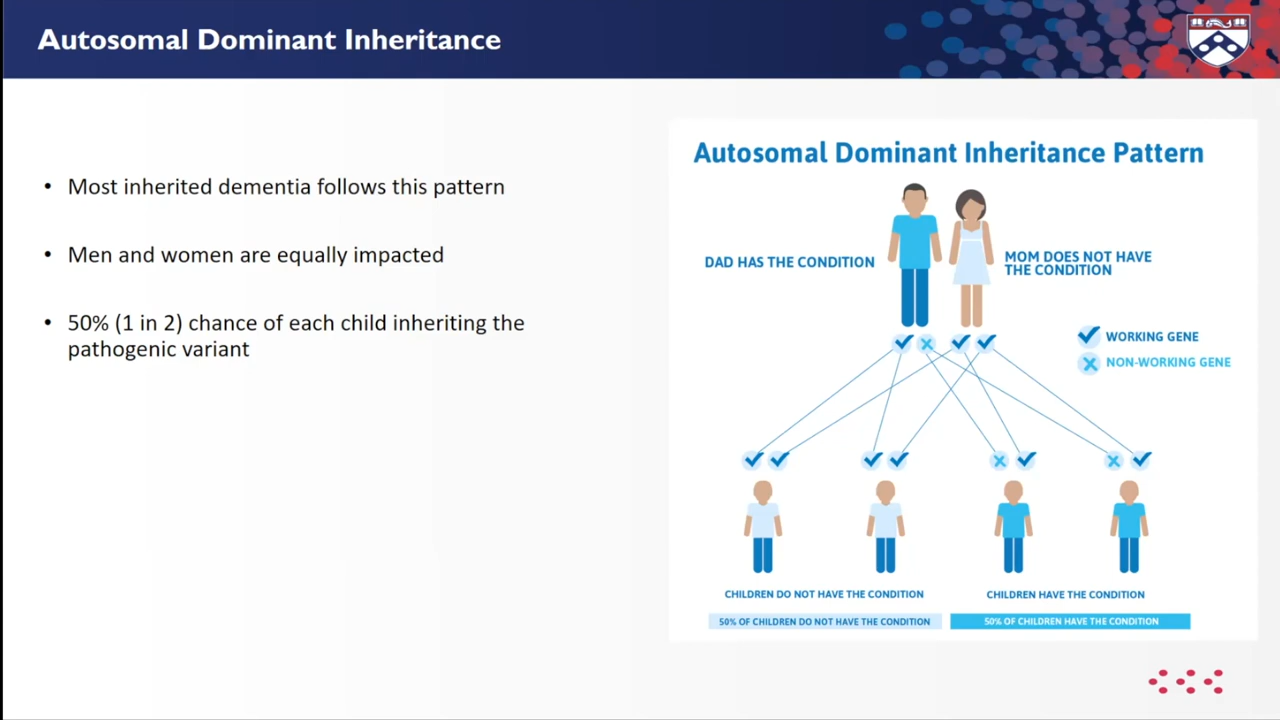 Autosomal Dominant Inheritance
• Most inherited dementia follows this pattern
• Men and women are equally impacted
• 50% (1 in 2) chance of each child inheriting the
pathogenic variant
Autosomal Dominant Inheritance Pattern
DAD HAS THE CONDITION
MOM DOES NOT HAVE
THE CONDITION
WORKING GENE
NON-WORKING GENE
CHILDREN DO NOT HAVE THE CONDITION
CHILDREN HAVE THE CONDITION
50% OF CHILDREN DO NOT HAVE THE CONDITION
50% OF CHILDREN HAVE THE CONDITION